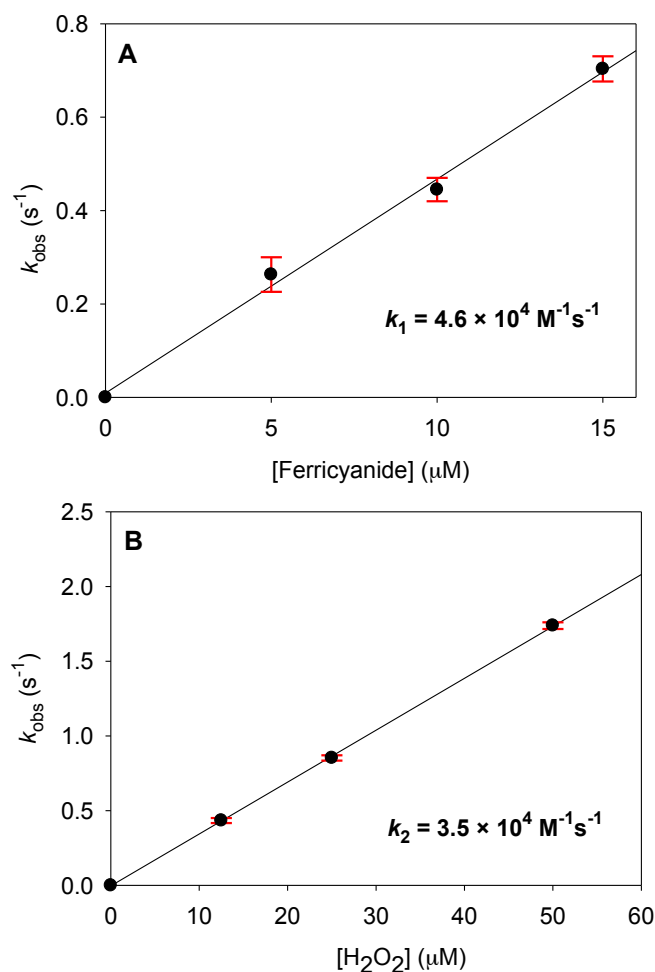 A
0.8
0.6
0.4
0.2
0.0
k_obs (s⁻¹)
k₁ = 4.6 × 10⁴ M⁻¹s⁻¹
0 5 10 15
[Ferricyanide] (μM)
B
2.5
2.0
1.5
1.0
0.5
0.0
k_obs (s⁻¹)
k₂ = 3.5 × 10⁴ M⁻¹s⁻¹
0 10 20 30 40 50 60
[H₂O₂] (μM)